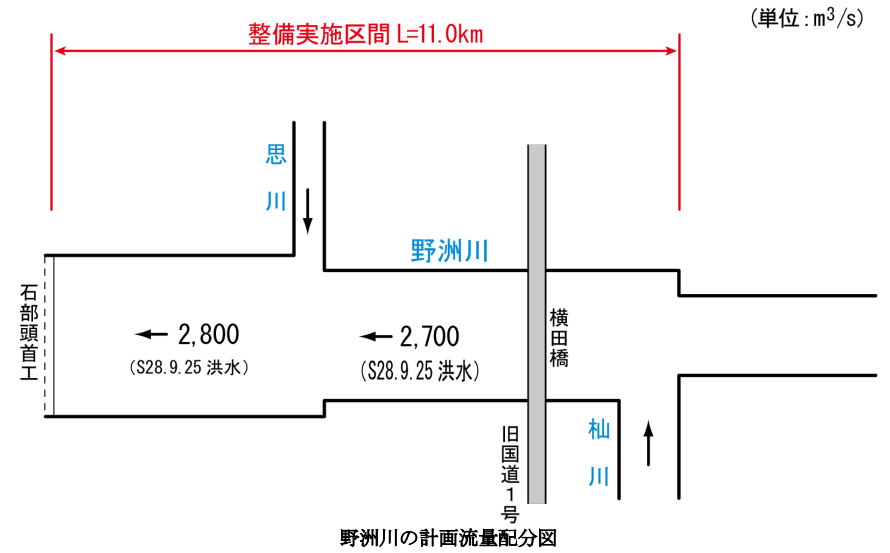 （単位：m³/s）
整備実施区間 L=11.0km
思川
野洲川
石部頭首工
← 2,800
（S28.9.25 洪水）
← 2,700
（S28.9.25 洪水）
横田橋
杣川
旧国道1号
野洲川の計画流量配分図